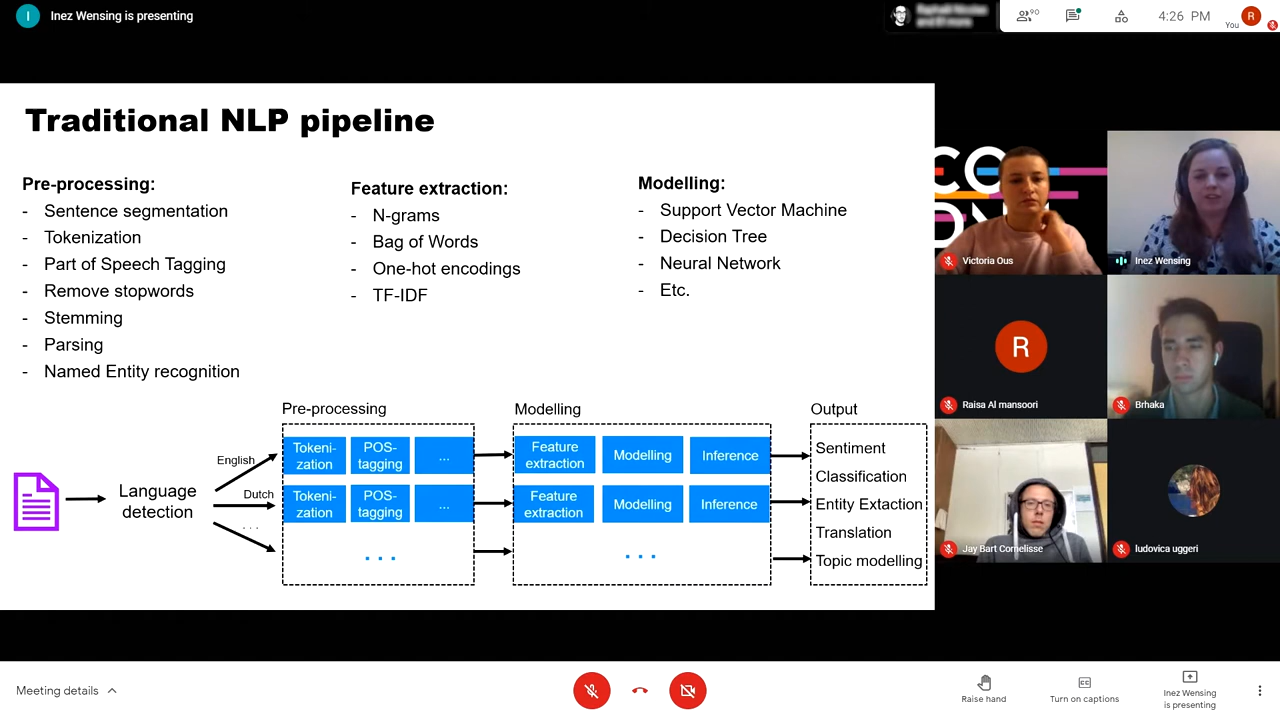 I
Inez Wensing is presenting
90
4:26 PM
You
R
Traditional NLP pipeline
Pre-processing:
- Sentence segmentation
- Tokenization
- Part of Speech Tagging
- Remove stopwords
- Stemming
- Parsing
- Named Entity recognition
Feature extraction:
- N-grams
- Bag of Words
- One-hot encodings
- TF-IDF
Modelling:
- Support Vector Machine
- Decision Tree
- Neural Network
- Etc.
Pre-processing
Modelling
Output
Language
detection
English
Dutch
. . .
Tokeni-
zation
POS-
tagging
...
Feature
extraction
Modelling
Inference
Tokeni-
zation
POS-
tagging
...
Feature
extraction
Modelling
Inference
. . .
. . .
Sentiment
Classification
Entity Extaction
Translation
Topic modelling
CO
Victoria Ous
Inez Wensing
R
Raisa Al mansoori
Brhaka
Jay Bart Cornelisse
ludovica uggeri
Meeting details
Raise hand
CC
Turn on captions
Inez Wensing
is presenting